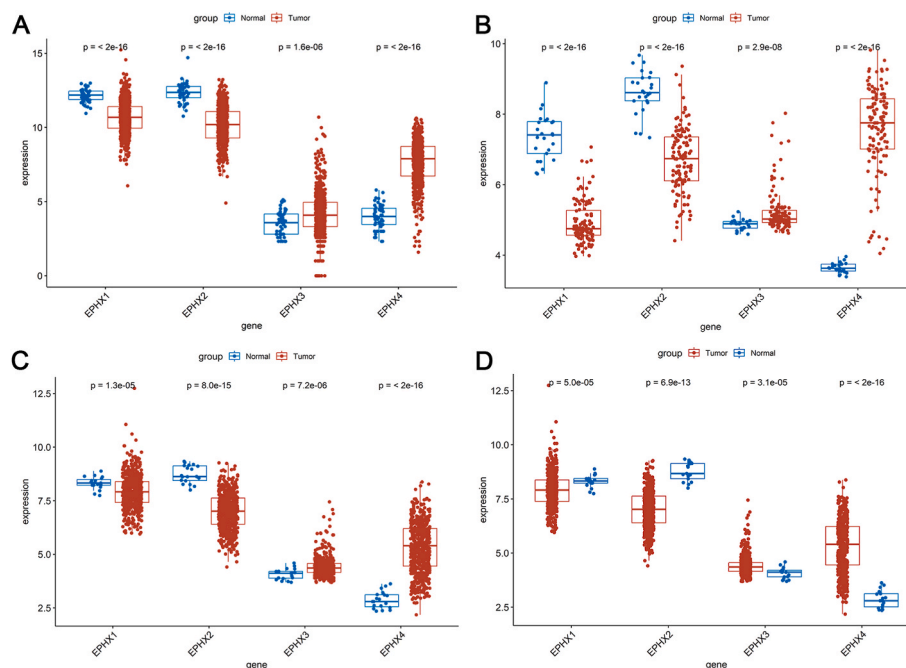 A
group Normal Tumor
p = < 2e-16 p = < 2e-16 p = 1.6e-06 p = < 2e-16
15
10
5
0
expression
EPHX1 EPHX2 EPHX3 EPHX4
gene
B
group Normal Tumor
p = <2e-16 p = <2e-16 p = 2.9e-08 p = <2e-16
10
8
6
4
expression
EPHX1 EPHX2 EPHX3 EPHX4
gene
C
group Normal Tumor
p = 1.3e-05 p = 8.0e-15 p = 7.2e-06 p = < 2e-16
12.5
10.0
7.5
5.0
2.5
expression
EPHX1 EPHX2 EPHX3 EPHX4
gene
D
group Tumor Normal
p = 5.0e-05 p = 6.9e-13 p = 3.1e-05 p = < 2e-16
12.5
10.0
7.5
5.0
2.5
expression
EPHX1 EPHX2 EPHX3 EPHX4
gene